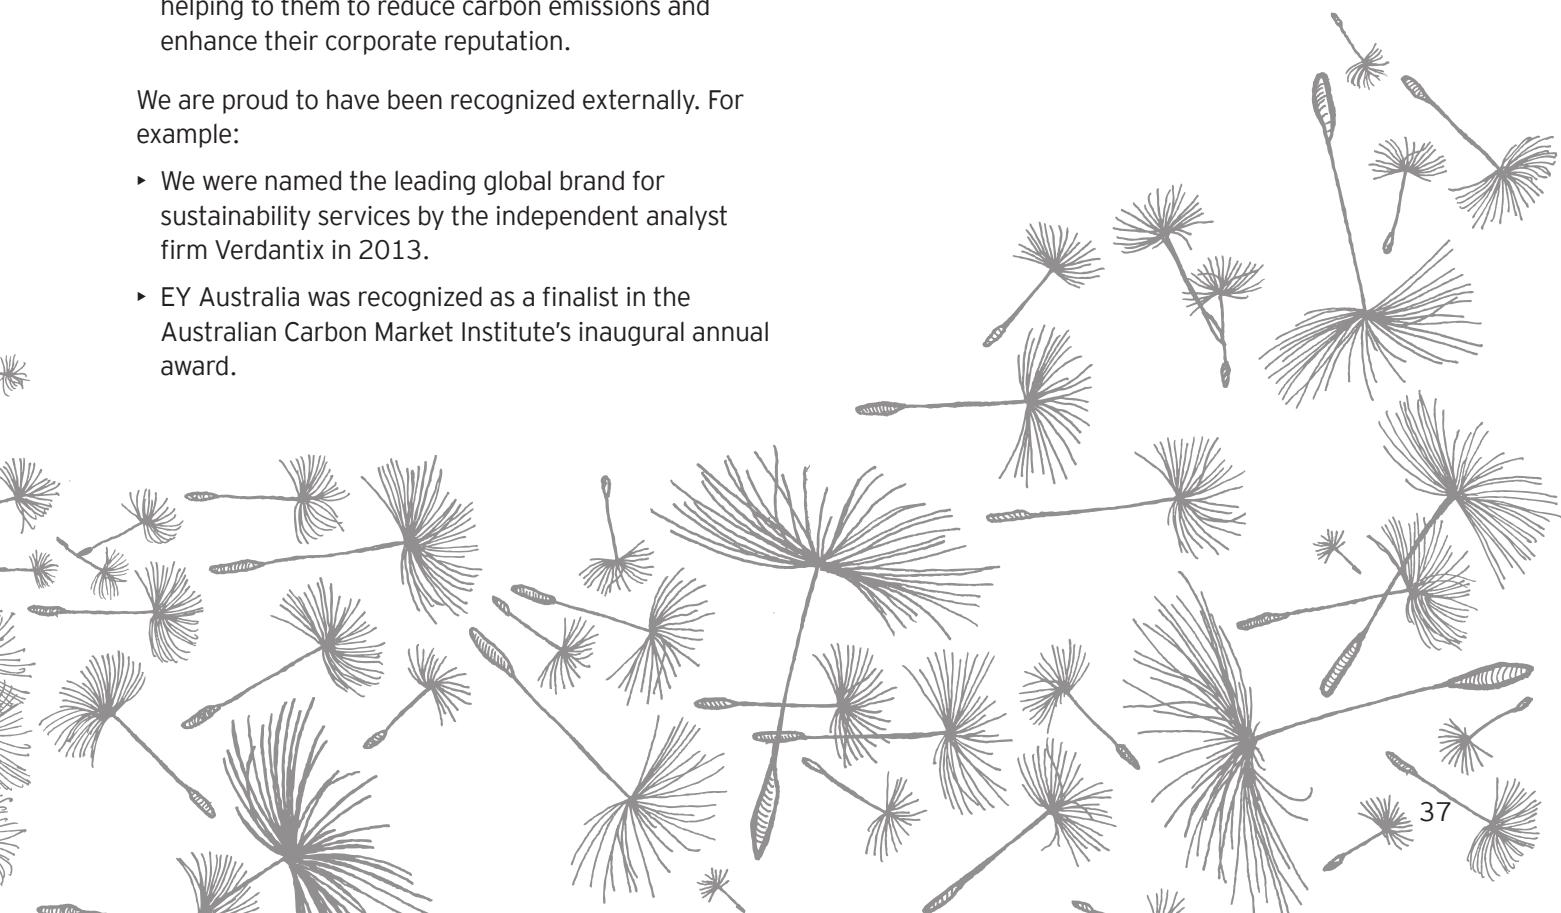 helping to them to reduce carbon emissions and
enhance their corporate reputation.
We are proud to have been recognized externally. For
example:
‣ We were named the leading global brand for
sustainability services by the independent analyst
firm Verdantix in 2013.
‣ EY Australia was recognized as a finalist in the
Australian Carbon Market Institute’s inaugural annual
award.
37